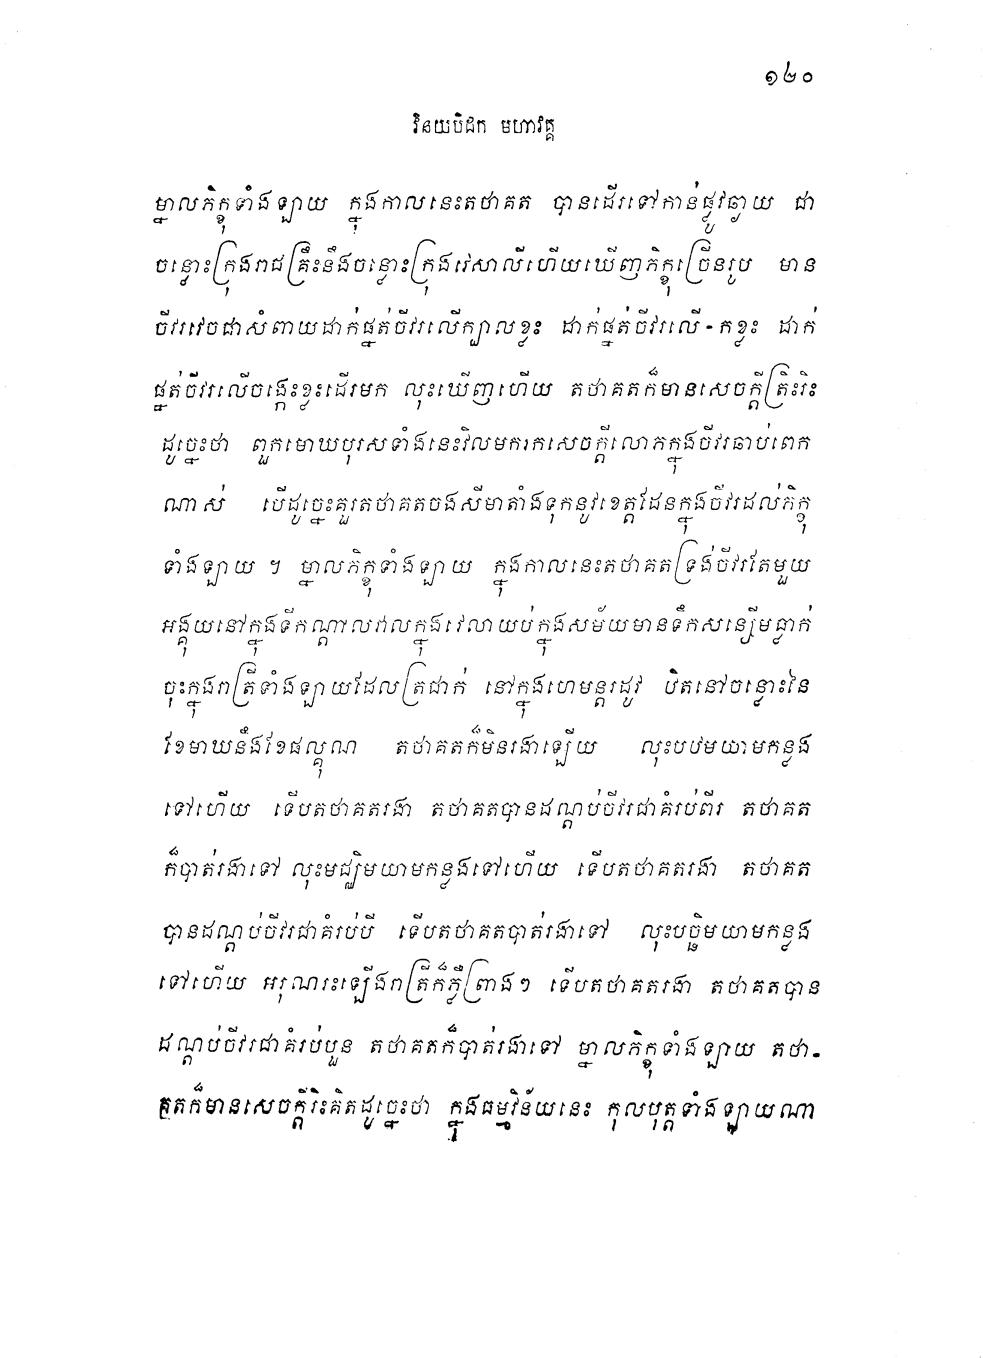 ១២០
វិនយបិដក មហាវគ្គ
ម្នាលភិក្ខុទាំងឡាយ ក្នុងកាលនេះតថាគត បានដើរទៅកាន់ផ្លូវឆ្ងាយ ជា
ចន្លោះក្រុងរាជគ្រឹះនឹងចន្លោះក្រុងវេសាលីហើយឃើញភិក្ខុច្រើនរូប មាន
ចីវរវេចជាសំពាយដាក់ផ្នត់ចីវរលើក្បាលខ្លះ ដាក់ផ្នត់ចីវរលើ-កខ្លះ ដាក់
ផ្នត់ចីវរលើចង្កេះខ្លះដើរមក លុះឃើញហើយ តថាគតក៏មានសេចក្តីត្រិះរិះ
ដូច្នេះថា ពួកមោឃបុរសទាំងនេះវិលមករកសេចក្តីលោភក្នុងចីវរឆាប់ពេក
ណាស់ បើដូច្នេះគួរតថាគតចងសីមាតាំងទុកនូវខេត្តដែនក្នុងចីវរដល់ភិក្ខុ
ទាំងឡាយ ។ ម្នាលភិក្ខុទាំងឡាយ ក្នុងកាលនេះតថាគតទ្រង់ចីវរតែមួយ
អង្គុយនៅក្នុងទីកណ្តាលវាលក្នុងវេលាយប់ក្នុងសម័យមានទឹកសន្សើមធ្លាក់
ចុះក្នុងរាត្រីទាំងឡាយដែលត្រជាក់ នៅក្នុងហេមន្តរដូវ បិតនៅចន្លោះនៃ
ខែមាឃនឹងខែផល្គុណ តថាគតក៏មិនរងាឡើយ លុះបឋមយាមកន្លង
ទៅហើយ ទើបតថាគតរងា តថាគតបានដណ្តប់ចីវរជាគំរប់ពីរ តថាគត
ក៏បាត់រងាទៅ លុះមជ្ឈិមយាមកន្លងទៅហើយ ទើបតថាគតរងា តថាគត
បានដណ្តប់ចីវរជាគំរប់បី ទើបតថាគតបាត់រងាទៅ លុះបច្ឆិមយាមកន្លង
ទៅហើយ អរុណរះឡើងរាត្រីក៏ភ្លឺព្រាងៗ ទើបតថាគតរងា តថាគតបាន
ដណ្តប់ចីវរជាគំរប់បួន តថាគតក៏បាត់រងាទៅ ម្នាលភិក្ខុទាំងឡាយ តថា-
គតក៏មានសេចក្តីរិះគិតដូច្នេះថា ក្នុងធម្មវិន័យនេះ កុលបុត្តទាំងឡាយណា